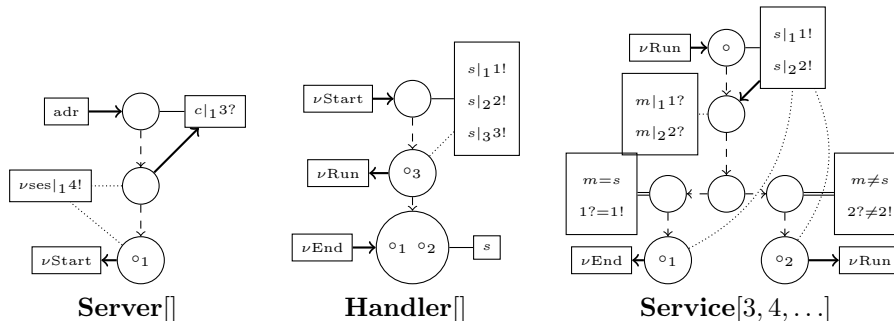 adr
c|₁3?
νses|₁4!
νStart
∘₁
Server[]
νStart
s|₁1!
s|₂2!
s|₃3!
νRun
∘₃
νEnd
∘₁ ∘₂
s
Handler[]
νRun
∘
s|₁1!
s|₂2!
m|₁1?
m|₂2?
m=s
1?=1!
m≠s
2?≠2!
νEnd
∘₁
∘₂
νRun
Service[3, 4, . . .]